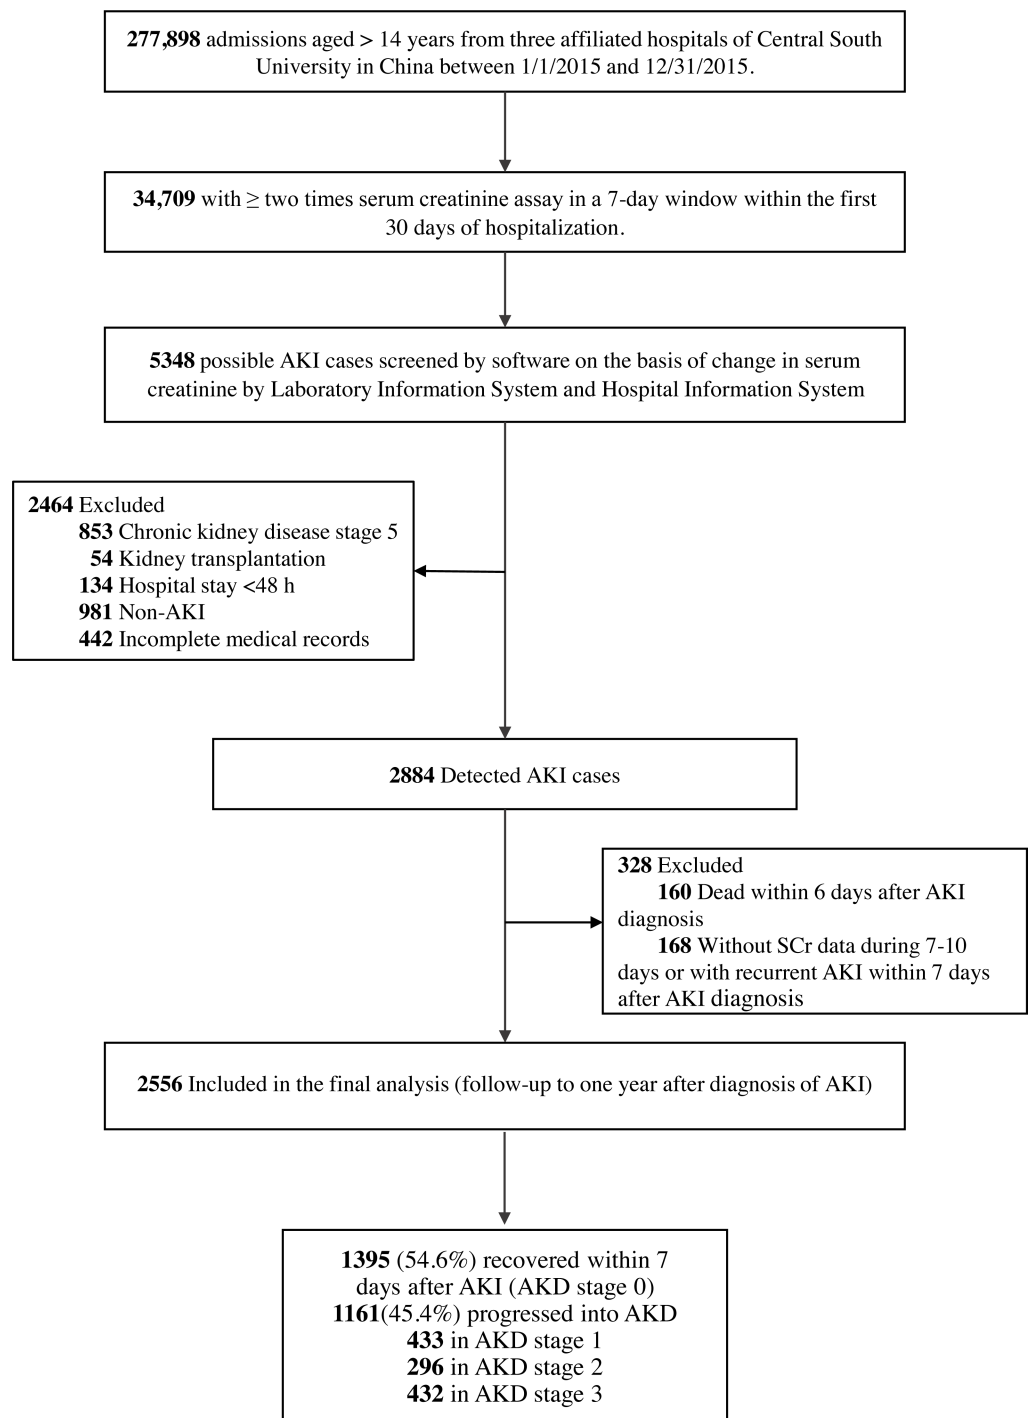 277,898 admissions aged > 14 years from three affiliated hospitals of Central South
University in China between 1/1/2015 and 12/31/2015.
34,709 with ≥ two times serum creatinine assay in a 7-day window within the first
30 days of hospitalization.
5348 possible AKI cases screened by software on the basis of change in serum
creatinine by Laboratory Information System and Hospital Information System
2464 Excluded
853 Chronic kidney disease stage 5
54 Kidney transplantation
134 Hospital stay <48 h
981 Non-AKI
442 Incomplete medical records
2884 Detected AKI cases
328 Excluded
160 Dead within 6 days after AKI
diagnosis
168 Without SCr data during 7-10
days or with recurrent AKI within 7 days
after AKI diagnosis
2556 Included in the final analysis (follow-up to one year after diagnosis of AKI)
1395 (54.6%) recovered within 7
days after AKI (AKD stage 0)
1161(45.4%) progressed into AKD
433 in AKD stage 1
296 in AKD stage 2
432 in AKD stage 3